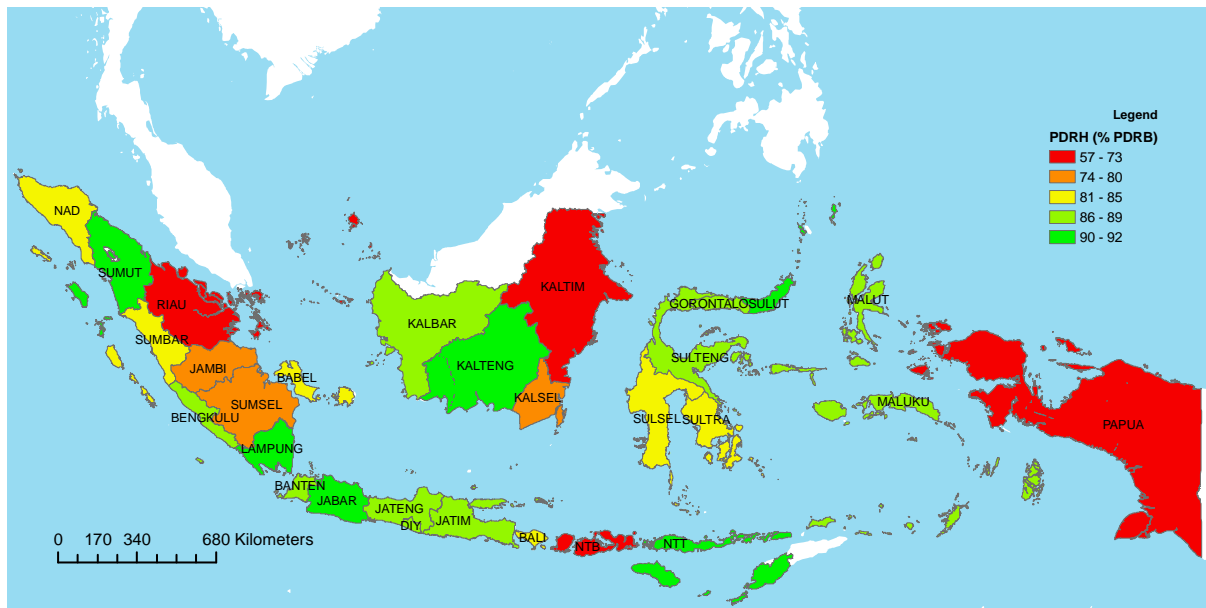 Legend
PDRH (% PDRB)
57 - 73
74 - 80
81 - 85
86 - 89
90 - 92
NAD
SUMUT
RIAU
SUMBAR
JAMBI
BABEL
SUMSEL
BENGKULU
LAMPUNG
BANTEN
JABAR
JATENG
DIY
JATIM
BALI
NTB
NTT
KALBAR
KALTENG
KALTIM
KALSEL
GORONTALO
SULUT
SULTENG
SULSEL
SULTRA
MALUT
MALUKU
PAPUA
0 170 340 680 Kilometers